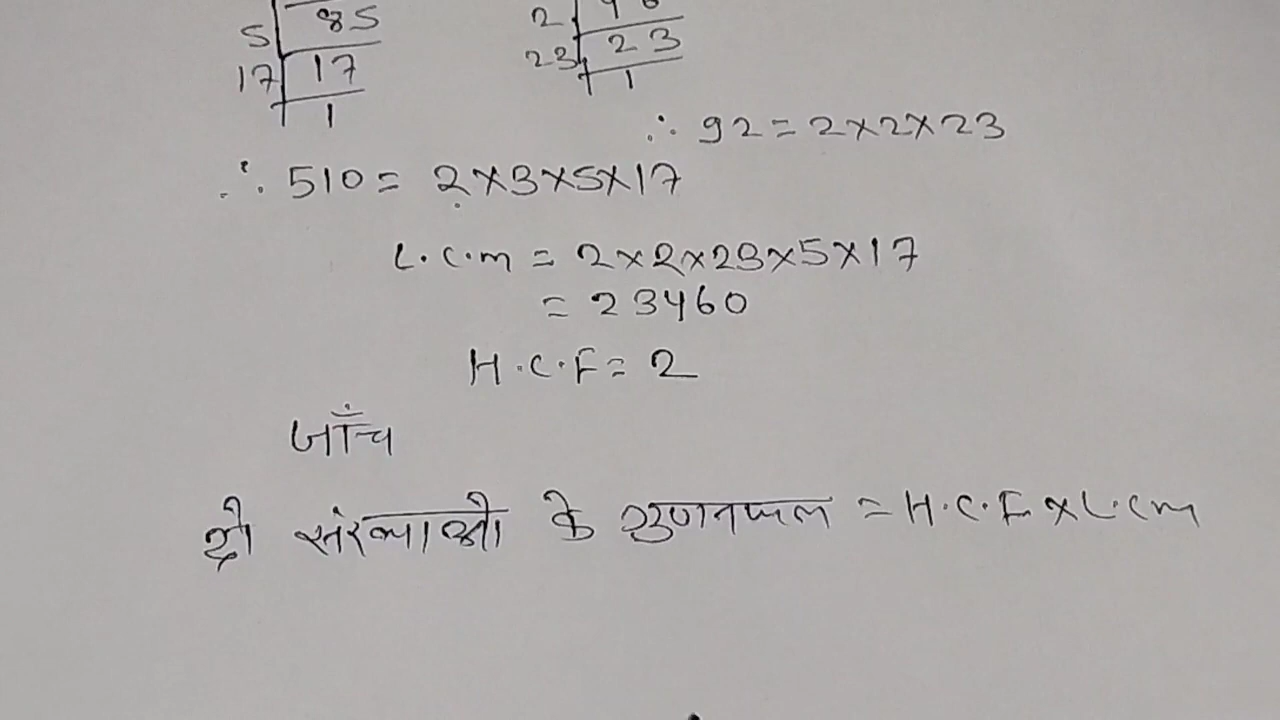 5 85
2
17 17
23 23
1
1
∴ 92 = 2×2×23
∴ 510 = 2×3×5×17
L.C.M = 2×2×23×5×17
= 23460
H.C.F = 2
जाँच
दो संख्याओ के गुणनफल = H.C.F × L.C.M